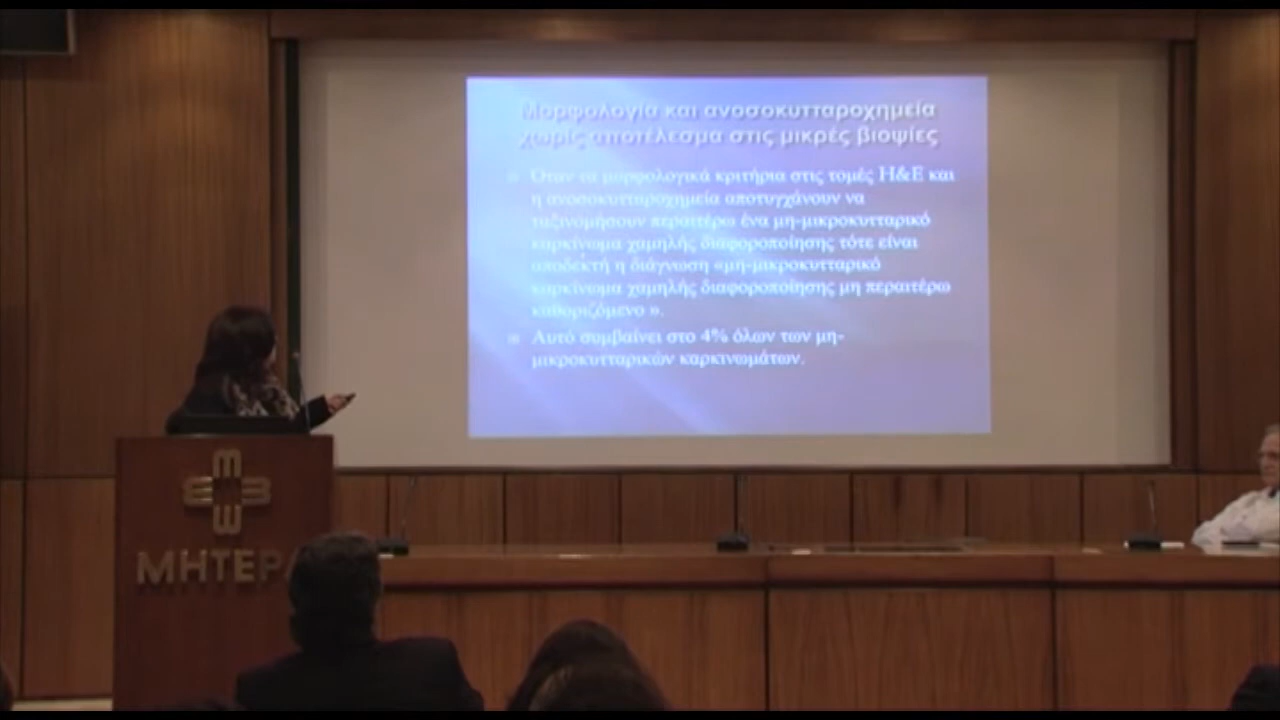 Μορφολογία και ανοσοκυτταροχημεία
χωρίς αποτέλεσμα στις μικρές βιοψίες
Όταν τα μορφολογικά κριτήρια στις τομές H&E και
η ανοσοκυτταροχημεία αποτυγχάνουν να
ταξινομήσουν περαιτέρω ένα μη-μικροκυτταρικό
καρκίνωμα χαμηλής διαφοροποίησης τότε είναι
αποδεκτή η διάγνωση «μη-μικροκυτταρικό
καρκίνωμα χαμηλής διαφοροποίησης μη περαιτέρω
καθοριζόμενο ».
Αυτό συμβαίνει στο 4% όλων των μη-
μικροκυτταρικών καρκινωμάτων.
ΜΗΤΕΡΑ